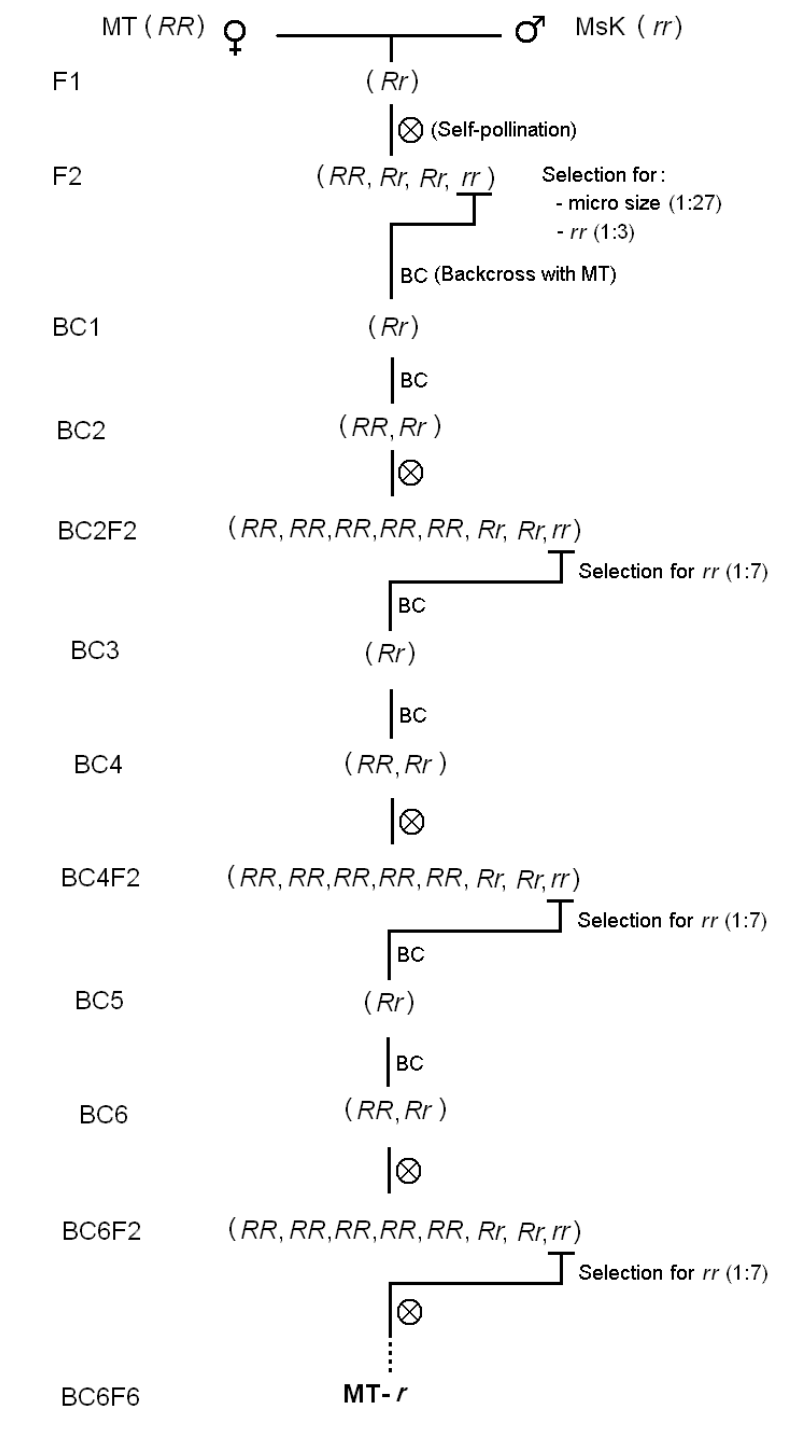 MT (RR) ♀ ♂ MsK (rr)
F1 (Rr)
⊗ (Self-pollination)
F2 (RR, Rr, Rr, rr) Selection for:
- micro size (1:27)
- rr (1:3)
BC (Backcross with MT)
BC1 (Rr)
BC
BC2 (RR, Rr)
⊗
BC2F2 (RR, RR, RR, RR, RR, Rr, Rr, rr)
Selection for rr (1:7)
BC
BC3 (Rr)
BC
BC4 (RR, Rr)
⊗
BC4F2 (RR, RR, RR, RR, RR, Rr, Rr, rr)
Selection for rr (1:7)
BC
BC5 (Rr)
BC
BC6 (RR, Rr)
⊗
BC6F2 (RR, RR, RR, RR, RR, Rr, Rr, rr)
Selection for rr (1:7)
⊗
BC6F6 MT- r